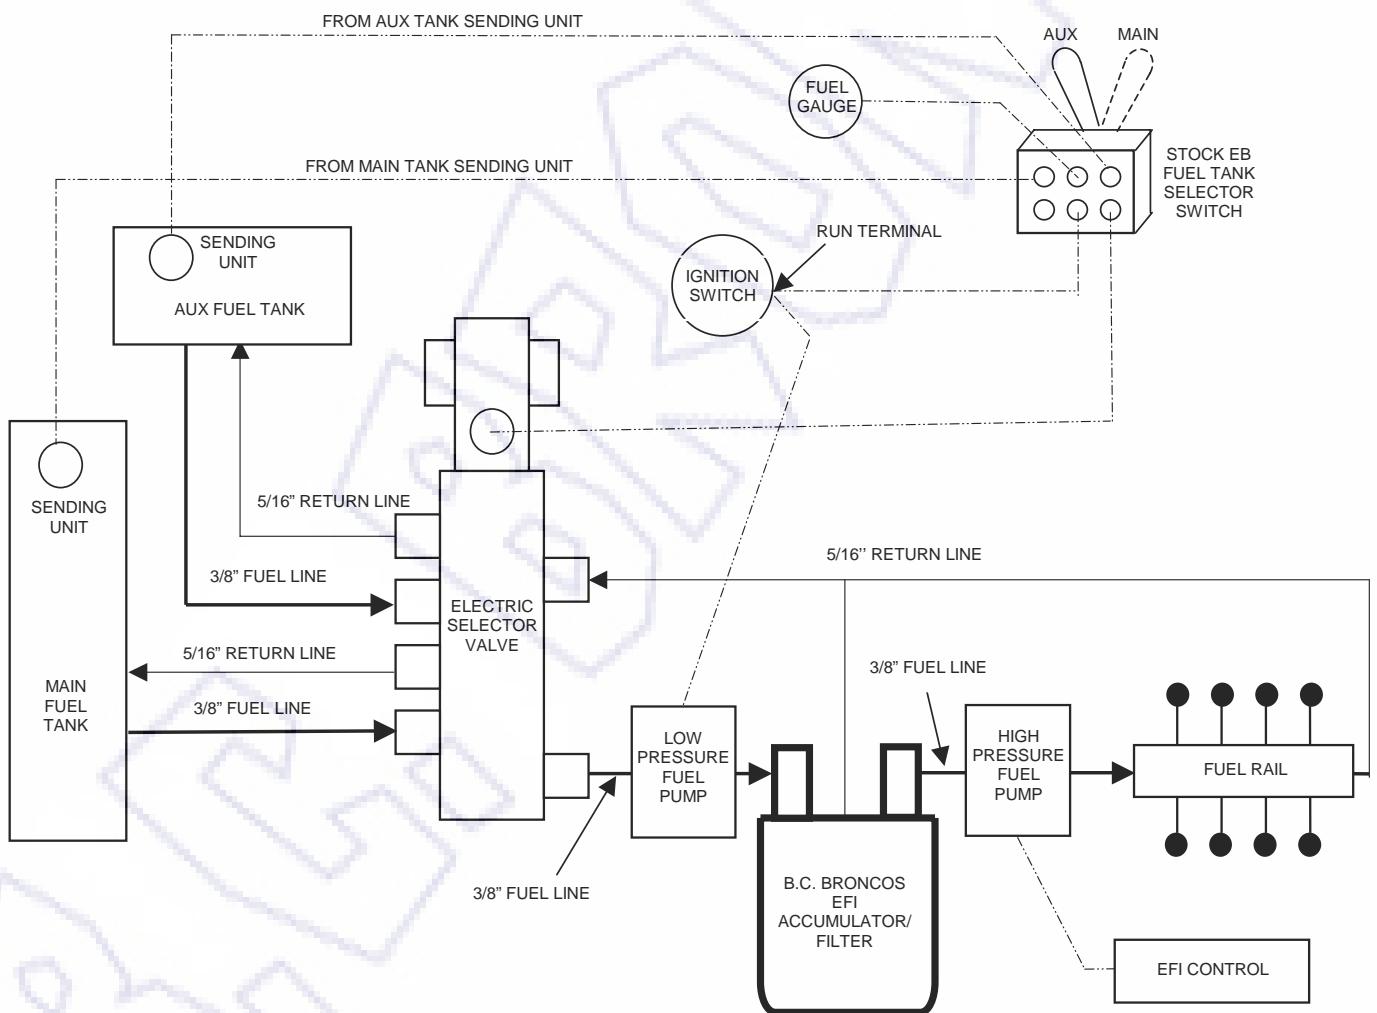 FROM AUX TANK SENDING UNIT
AUX
MAIN
FUEL
GAUGE
STOCK EB
FUEL TANK
SELECTOR
SWITCH
FROM MAIN TANK SENDING UNIT
RUN TERMINAL
SENDING
UNIT
AUX FUEL TANK
IGNITION
SWITCH
SENDING
UNIT
5/16” RETURN LINE
5/16’’ RETURN LINE
3/8” FUEL LINE
ELECTRIC
SELECTOR
VALVE
5/16” RETURN LINE
3/8” FUEL LINE
MAIN
FUEL
TANK
3/8” FUEL LINE
LOW
PRESSURE
FUEL
PUMP
HIGH
PRESSURE
FUEL
PUMP
FUEL RAIL
3/8” FUEL LINE
B.C. BRONCOS
EFI
ACCUMULATOR/
FILTER
EFI CONTROL